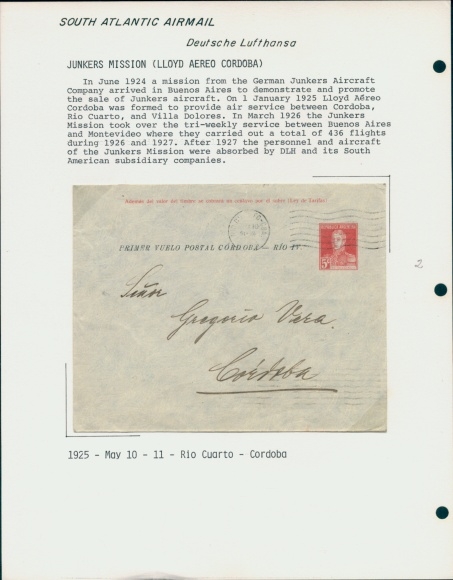 SOUTH ATLANTIC AIRMAIL
Deutsche Lufthansa
JUNKERS MISSION (LLOYD AEREO CORDOBA)
In June 1924 a mission from the German Junkers Aircraft
Company arrived in Buenos Aires to demonstrate and promote
the sale of Junkers aircraft. On 1 January 1925 Lloyd Aéreo
Cordoba was formed to provide air service between Cordoba,
Rio Cuarto, and Villa Dolores. In March 1926 the Junkers
Mission took over the tri-weekly service between Buenos Aires
and Montevideo where they carried out a total of 436 flights
during 1926 and 1927. After 1927 the personnel and aircraft
of the Junkers Mission were absorbed by DLH and its South
American subsidiary companies.
REPUBLICA ARGENTINA
5c
PRIMER VUELO POSTAL CÓRDOBA - RÍO IV.
Señor
Gregorio Vera.
Córdoba
2
1925 - May 10 - 11 - Rio Cuarto - Cordoba